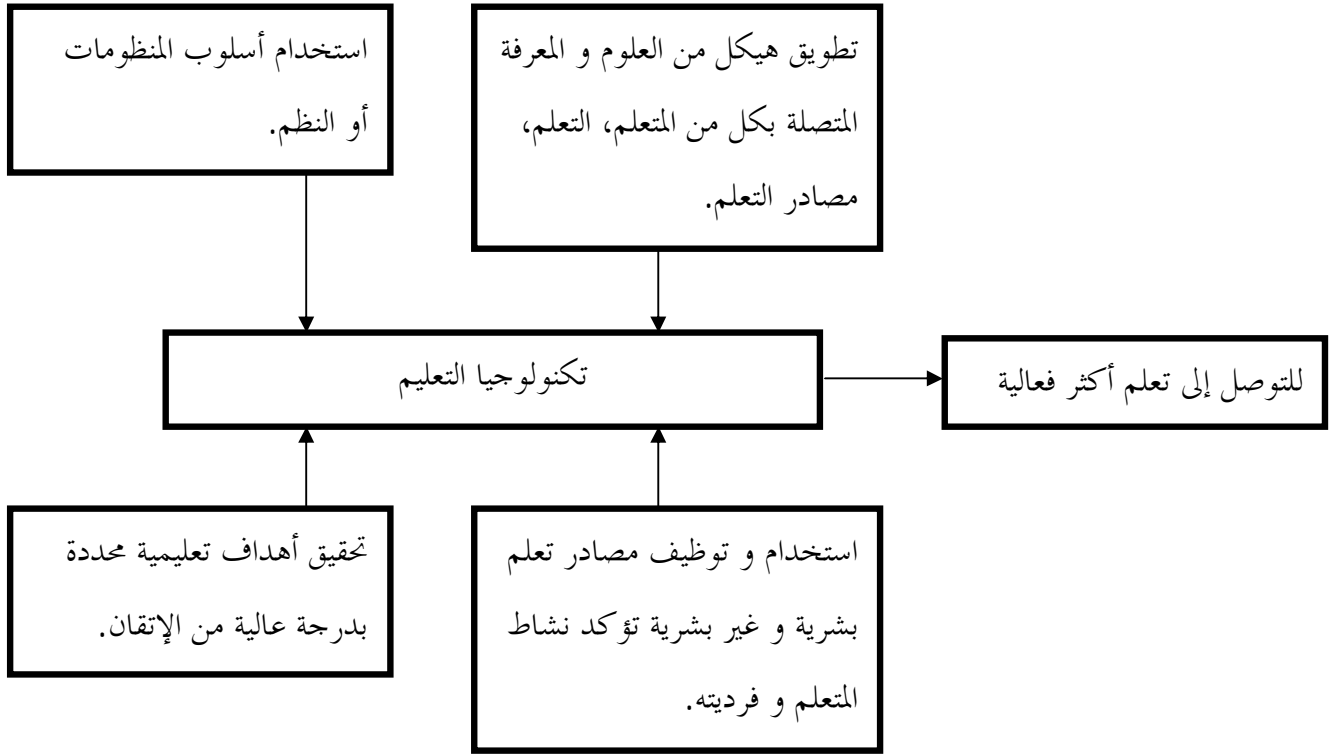 تطويق هيكل من العلوم و المعرفة
المتصلة بكل من المتعلم، التعلم،
مصادر التعلم.
استخدام أسلوب المنظومات
أو النظم.
تكنولوجيا التعليم
للتوصل إلى تعلم أكثر فعالية
استخدام و توظيف مصادر تعلم
بشرية و غير بشرية تؤكد نشاط
المتعلم و فرديته.
تحقيق أهداف تعليمية محددة
بدرجة عالية من الإتقان.